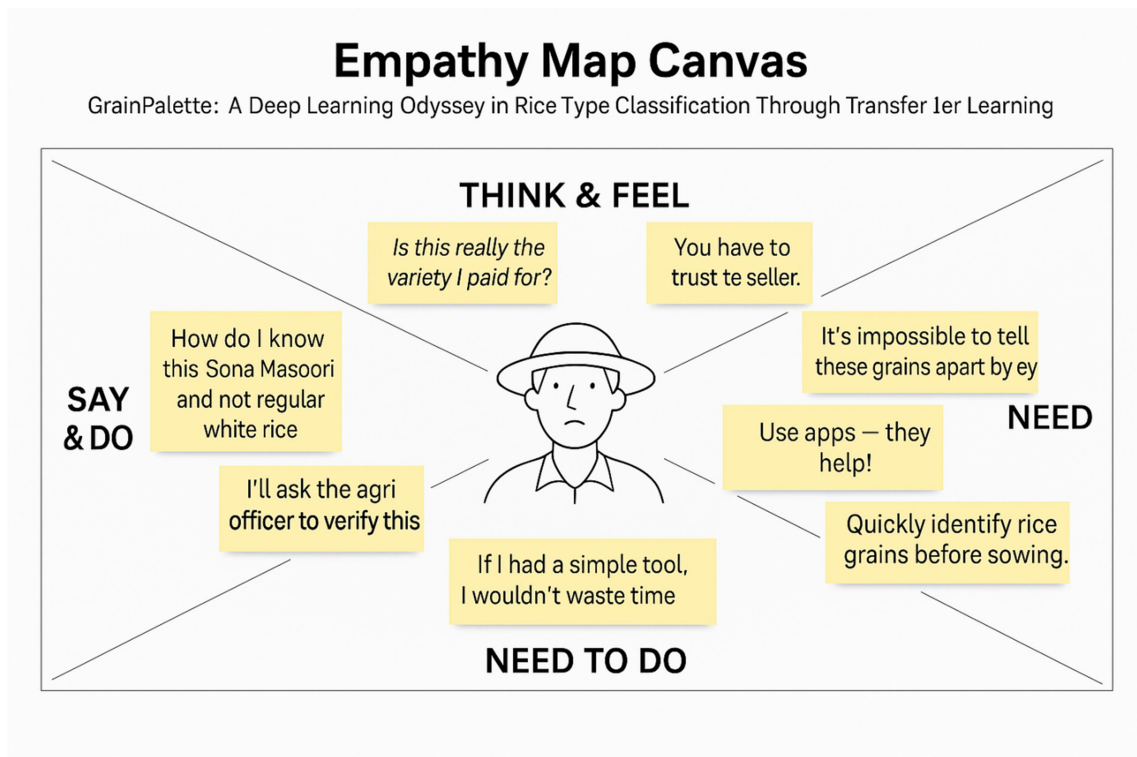 Empathy Map Canvas
GrainPalette: A Deep Learning Odyssey in Rice Type Classification Through Transfer 1er Learning
THINK & FEEL
Is this really the
variety I paid for?
You have to
trust te seller.
SAY
& DO
How do I know
this Sona Masoori
and not regular
white rice
I'll ask the agri
officer to verify this
It's impossible to tell
these grains apart by ey
NEED
Use apps — they
help!
Quickly identify rice
grains before sowing.
If I had a simple tool,
I wouldn't waste time
NEED TO DO